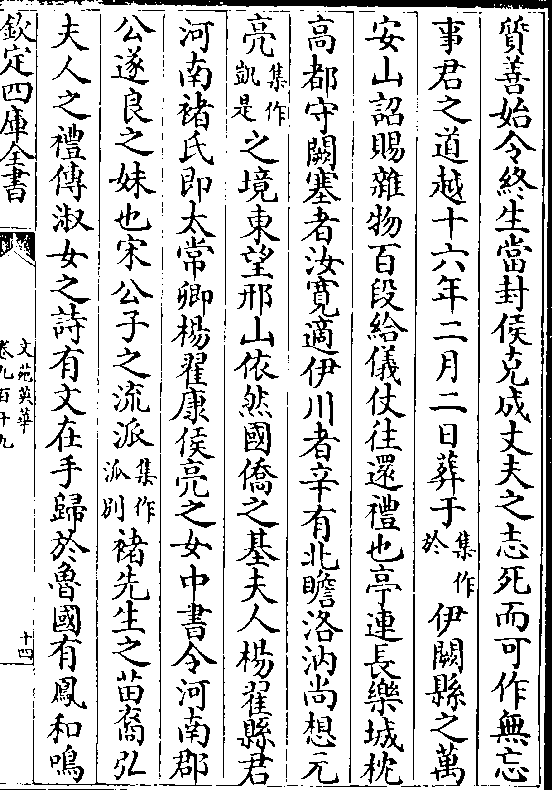 質善始令終生當封侯克成丈夫之志死而可作無忘
事君之道越十六年二月二日葬于集作於伊闕縣之萬
安山詔賜雜物百段給儀仗往還禮也亭連長樂城枕
高都守闕塞者汝寛適伊川者辛有北瞻洛汭尚想元
亮集作凱是之境東望邢山依然國僑之基夫人楊翟縣君
河南褚氏即太常卿楊翟康侯亮之女中書令河南郡
公遂良之妹也宋公子之流派集作派别褚先生之苗裔弘
夫人之禮傳淑女之詩有文在手歸於魯國有鳳和鳴
欽定四庫全書
文苑英華
卷九百十九
十四